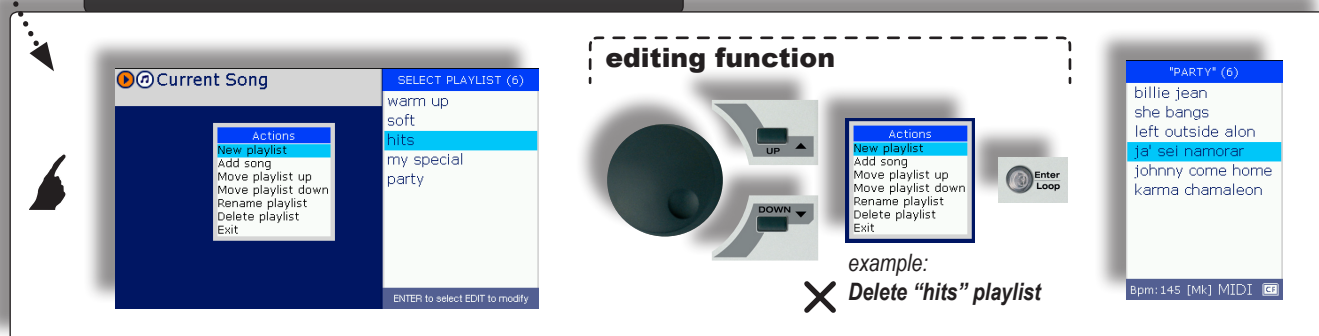 Current Song
Actions
New playlist
Add song
Move playlist up
Move playlist down
Rename playlist
Delete playlist
Exit
SELECT PLAYLIST (6)
warm up
soft
hits
my special
party
ENTER to select EDIT to modify
editing function
UP
DOWN
Actions
New playlist
Add song
Move playlist up
Move playlist down
Rename playlist
Delete playlist
Exit
Enter
Loop
example:
Delete “hits” playlist
"PARTY" (6)
billie jean
she bangs
left outside alon
ja' sei namorar
johnny come home
karma chamaleon
Bpm:145 [Mk] MIDI CF